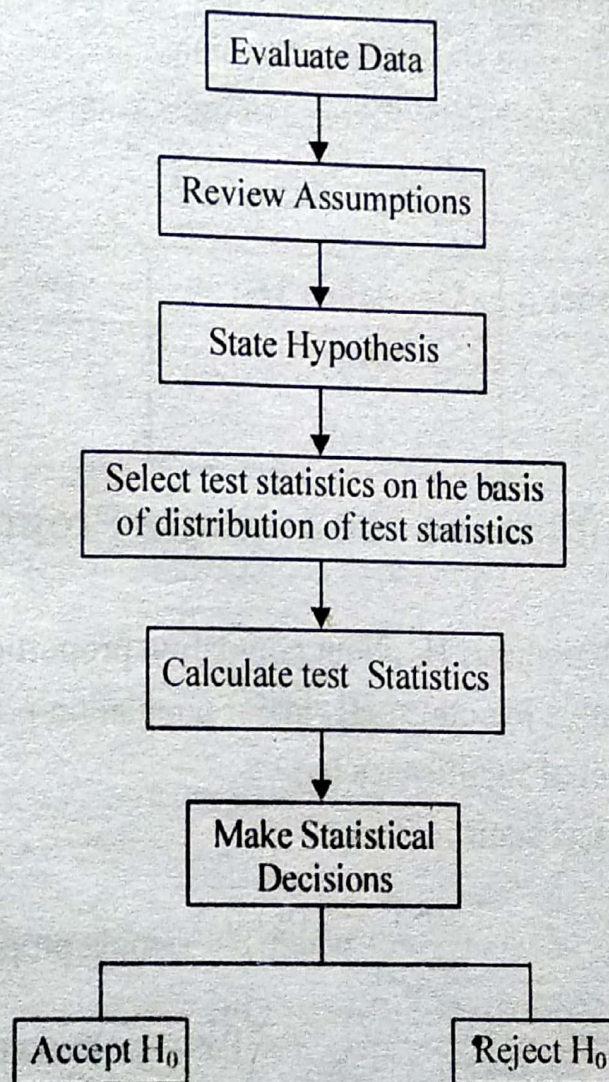 Evaluate Data
Review Assumptions
State Hypothesis
Select test statistics on the basis
of distribution of test statistics
Calculate test Statistics
Make Statistical
Decisions
Accept H₀
Reject H₀